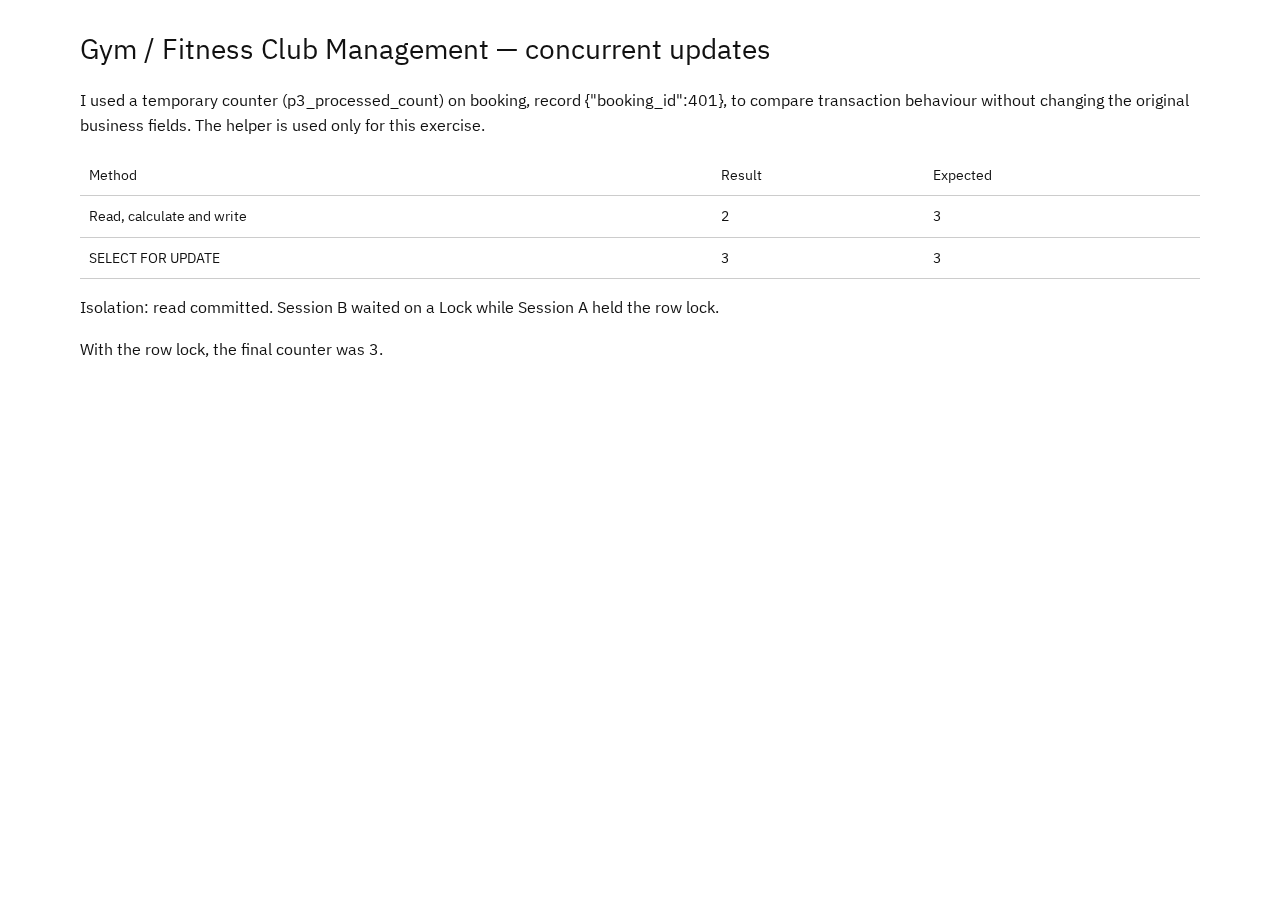 Gym / Fitness Club Management — concurrent updates
I used a temporary counter (p3_processed_count) on booking, record {"booking_id":401}, to compare transaction behaviour without changing the original
business fields. The helper is used only for this exercise.
Method Result Expected
Read, calculate and write 2 3
SELECT FOR UPDATE 3 3
Isolation: read committed. Session B waited on a Lock while Session A held the row lock.
With the row lock, the final counter was 3.